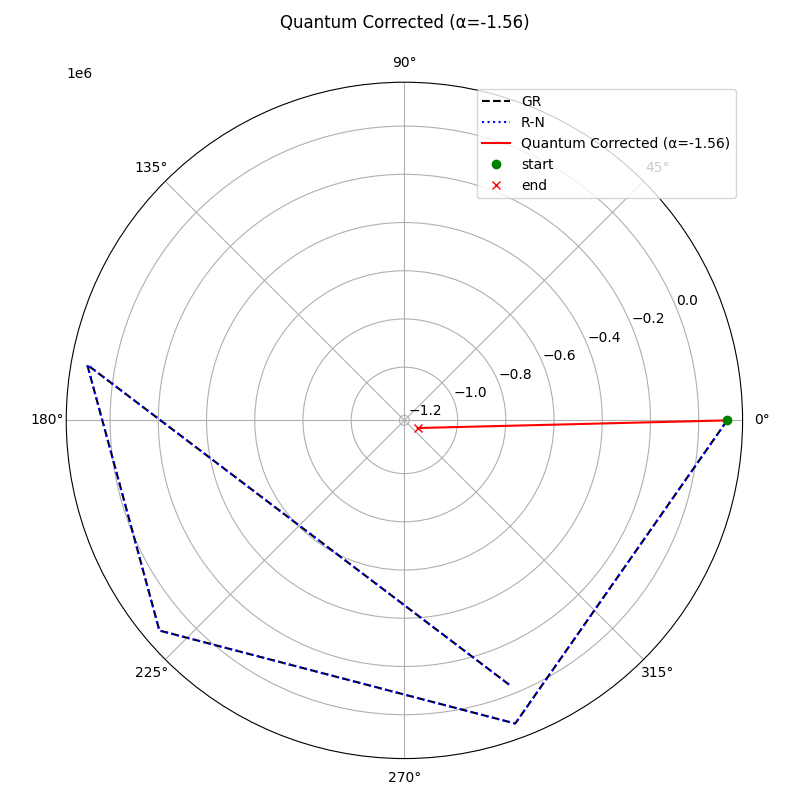 Quantum Corrected (α=-1.56)
1e6
90°
GR
R-N
Quantum Corrected (α=-1.56)
start
end
135°
45°
0.0
−0.2
−0.4
−0.6
−0.8
−1.0
−1.2
180°
0°
225°
315°
270°